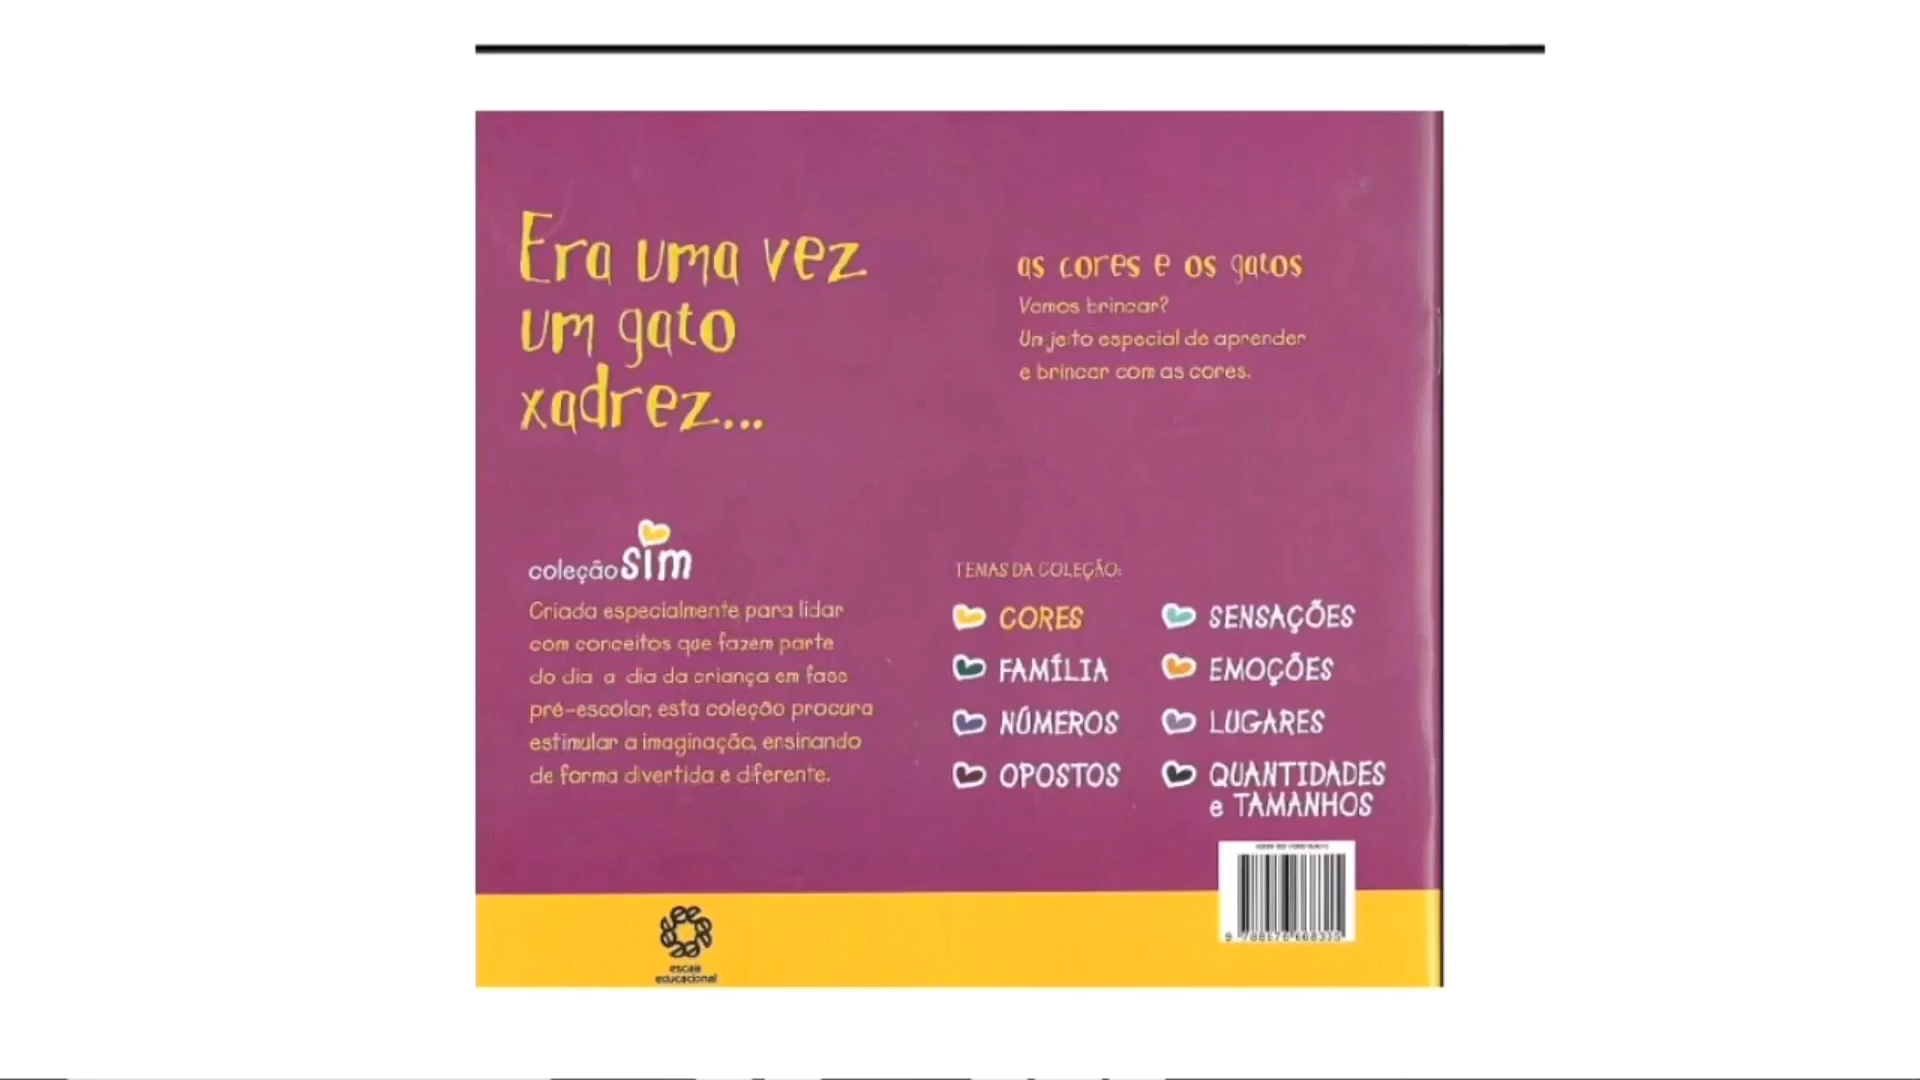 Era uma vez
um gato
xadrez...
as cores e os gatos
Vamos brincar?
Um jeito especial de aprender
e brincar com as cores.
coleção sim
Criada especialmente para lidar
com conceitos que fazem parte
do dia a dia da criança em fase
pré-escolar, esta coleção procura
estimular a imaginação, ensinando
de forma divertida e diferente.
TEMAS DA COLEÇÃO:
CORES
FAMÍLIA
NÚMEROS
OPOSTOS
SENSAÇÕES
EMOÇÕES
LUGARES
QUANTIDADES
e TAMANHOS
escala
educacional